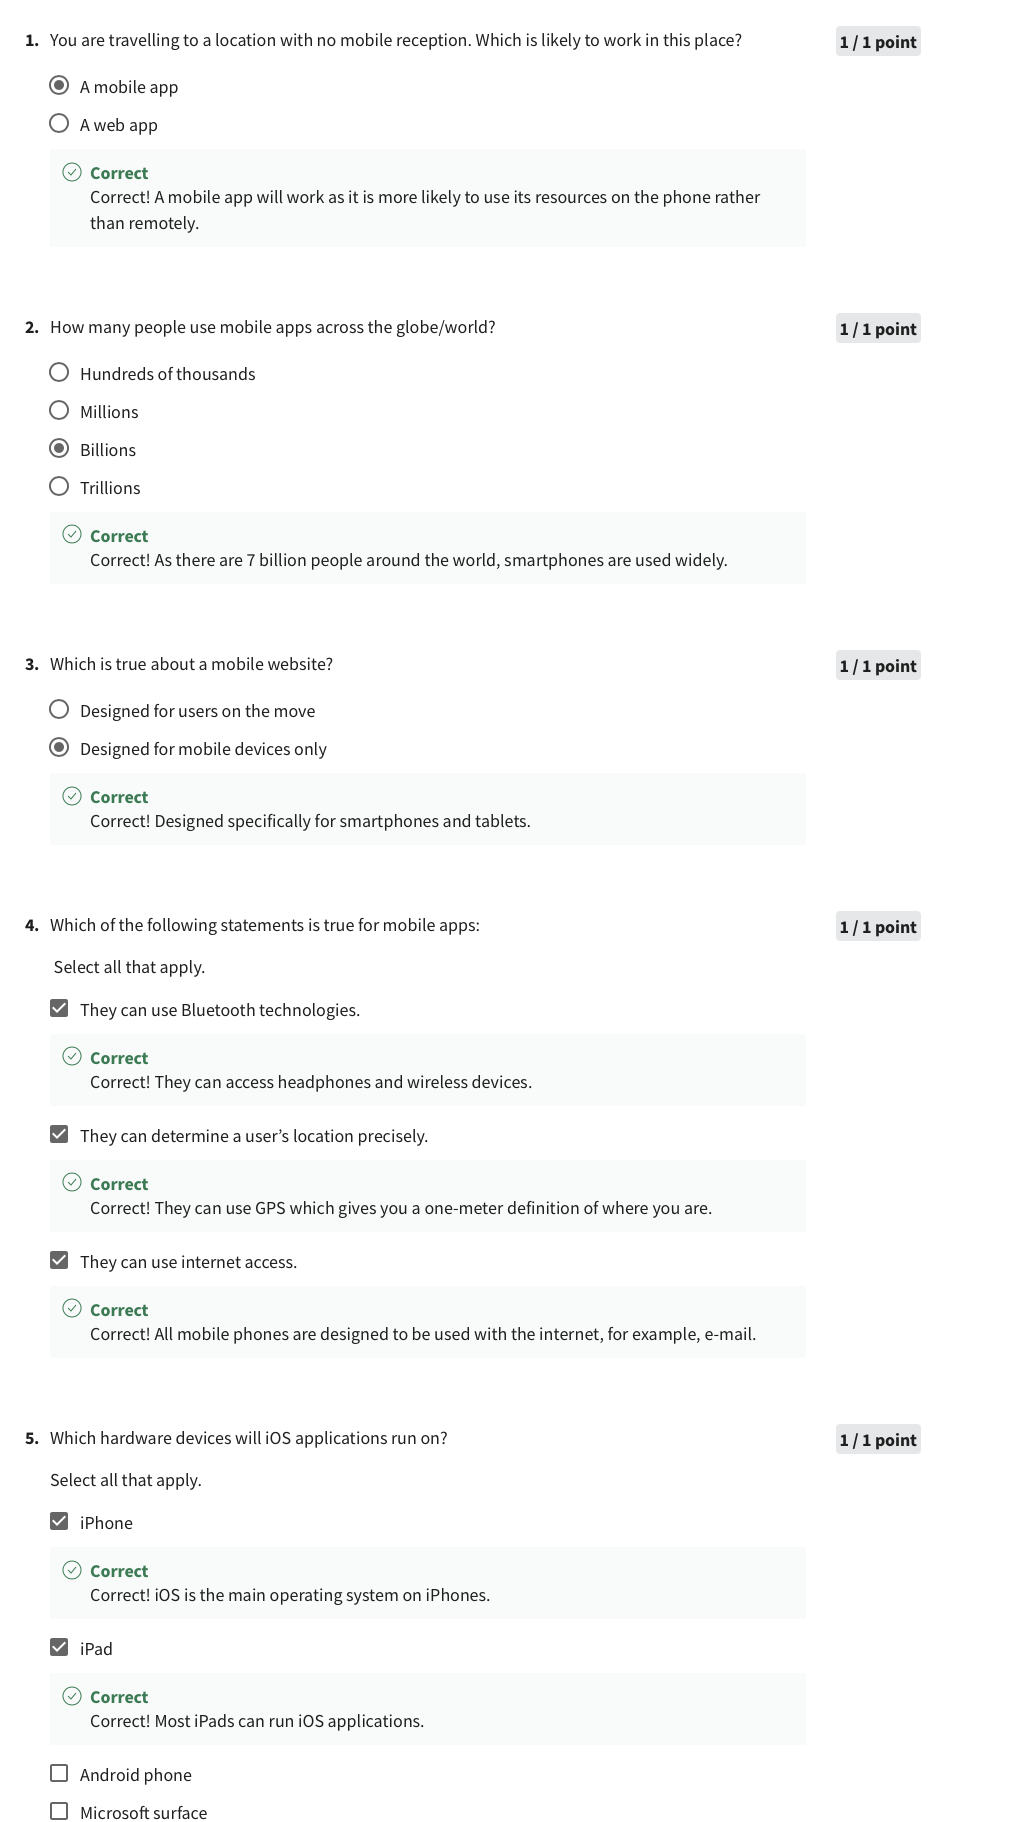 1. You are travelling to a location with no mobile reception. Which is likely to work in this place?
1 / 1 point
A mobile app
A web app
Correct
Correct! A mobile app will work as it is more likely to use its resources on the phone rather
than remotely.
2. How many people use mobile apps across the globe/world?
1 / 1 point
Hundreds of thousands
Millions
Billions
Trillions
Correct
Correct! As there are 7 billion people around the world, smartphones are used widely.
3. Which is true about a mobile website?
1 / 1 point
Designed for users on the move
Designed for mobile devices only
Correct
Correct! Designed specifically for smartphones and tablets.
4. Which of the following statements is true for mobile apps:
1 / 1 point
Select all that apply.
They can use Bluetooth technologies.
Correct
Correct! They can access headphones and wireless devices.
They can determine a user’s location precisely.
Correct
Correct! They can use GPS which gives you a one-meter definition of where you are.
They can use internet access.
Correct
Correct! All mobile phones are designed to be used with the internet, for example, e-mail.
5. Which hardware devices will iOS applications run on?
1 / 1 point
Select all that apply.
iPhone
Correct
Correct! iOS is the main operating system on iPhones.
iPad
Correct
Correct! Most iPads can run iOS applications.
Android phone
Microsoft surface